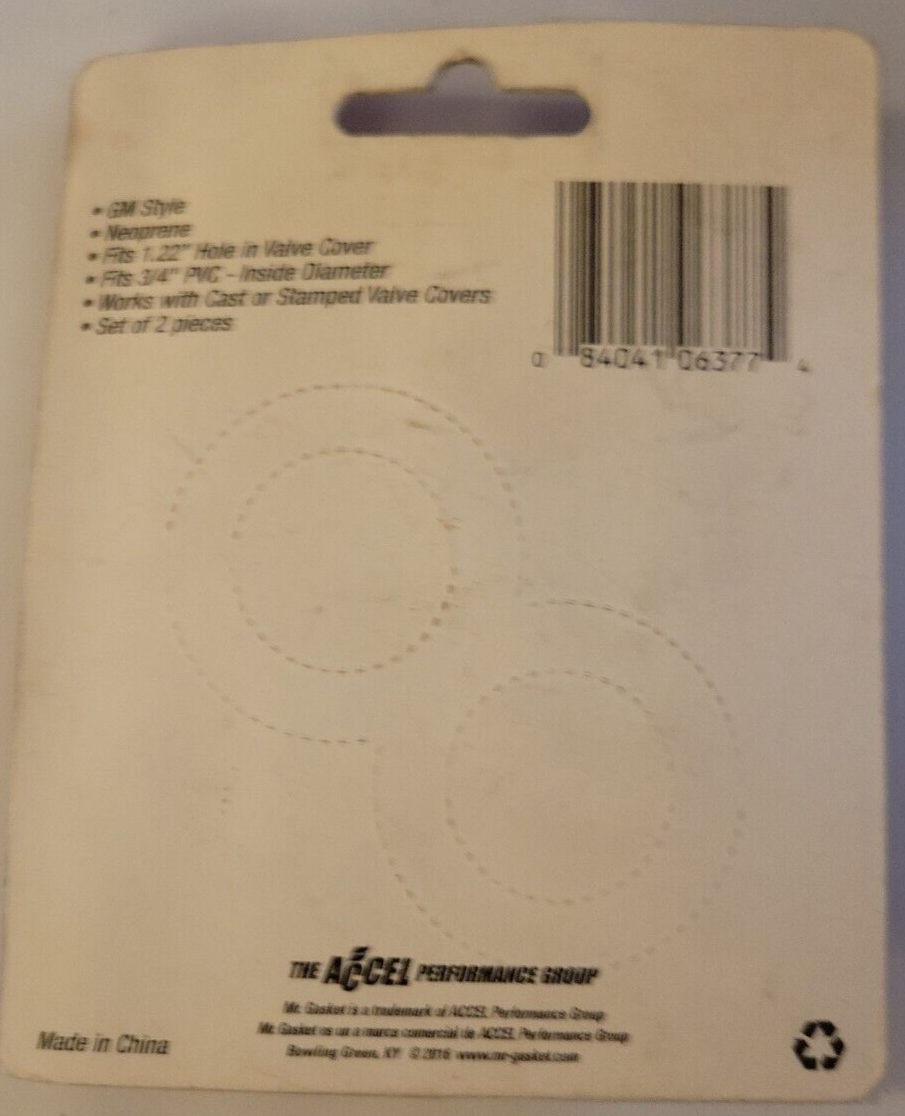 • GM Style
• Neoprene
• Fits 1.22" Hole in Valve Cover
• Fits 3/4" PVC - Inside Diameter
• Works with Cast or Stamped Valve Covers
• Set of 2 pieces
0 84041 06377 4
THE ACCEL PERFORMANCE GROUP
Mr. Gasket is a trademark of ACCEL Performance Group
Mr. Gasket es una marca comercial de ACCEL Performance Group
Bowling Green, KY © 2016 www.mr-gasket.com
Made in China